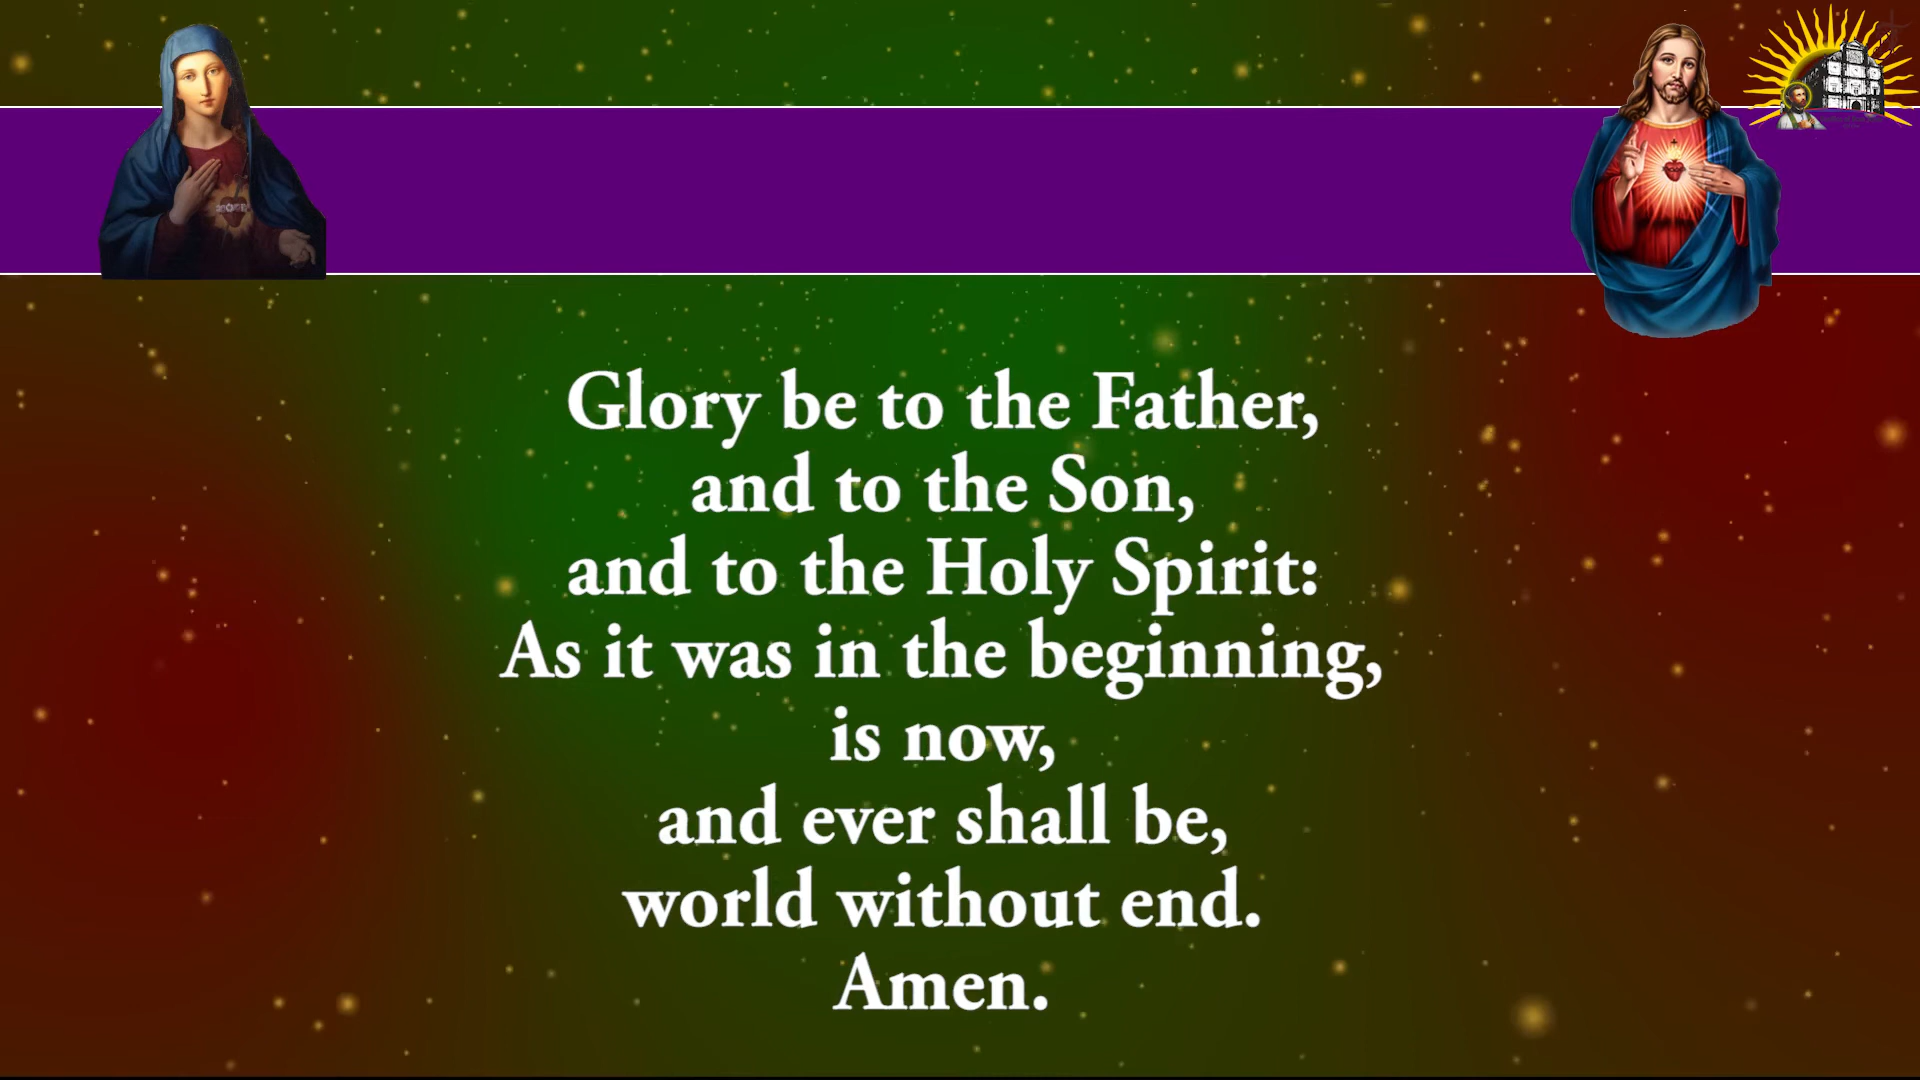 Glory be to the Father,
and to the Son,
and to the Holy Spirit:
As it was in the beginning,
is now,
and ever shall be,
world without end.
Amen.